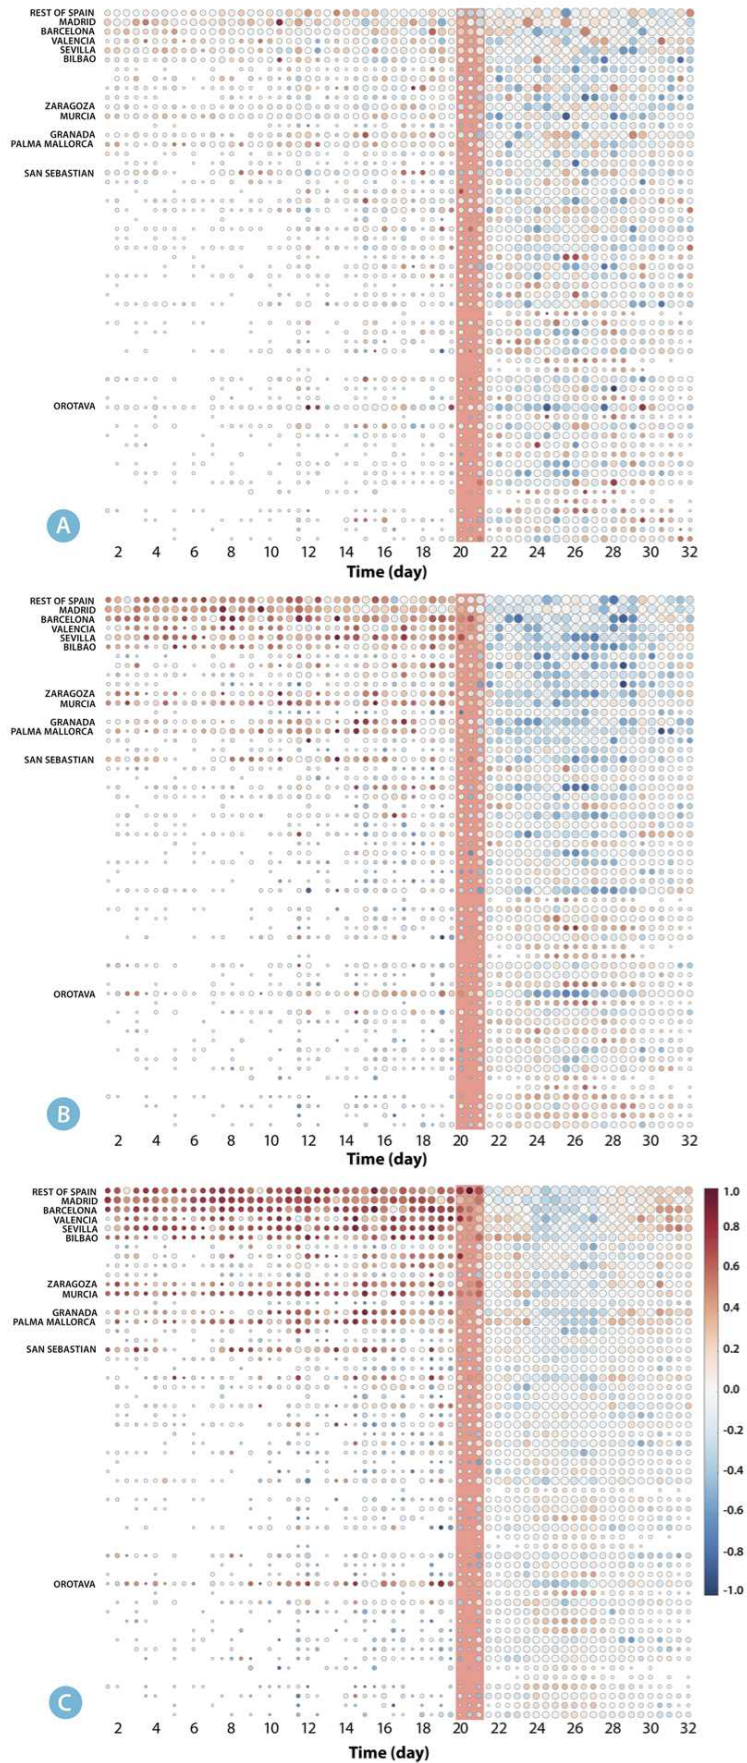 REST OF SPAIN
MADRID
BARCELONA
VALENCIA
SEVILLA
BILBAO
ZARAGOZA
MURCIA
GRANADA
PALMA MALLORCA
SAN SEBASTIAN
OROTAVA
A
2 4 6 8 10 12 14 16 18 20 22 24 26 28 30 32
Time (day)
REST OF SPAIN
MADRID
BARCELONA
VALENCIA
SEVILLA
BILBAO
ZARAGOZA
MURCIA
GRANADA
PALMA MALLORCA
SAN SEBASTIAN
OROTAVA
B
2 4 6 8 10 12 14 16 18 20 22 24 26 28 30 32
Time (day)
REST OF SPAIN
MADRID
BARCELONA
VALENCIA
SEVILLA
BILBAO
ZARAGOZA
MURCIA
GRANADA
PALMA MALLORCA
SAN SEBASTIAN
OROTAVA
1.0
0.8
0.6
0.4
0.2
0.0
-0.2
-0.4
-0.6
-0.8
-1.0
C
2 4 6 8 10 12 14 16 18 20 22 24 26 28 30 32
Time (day)